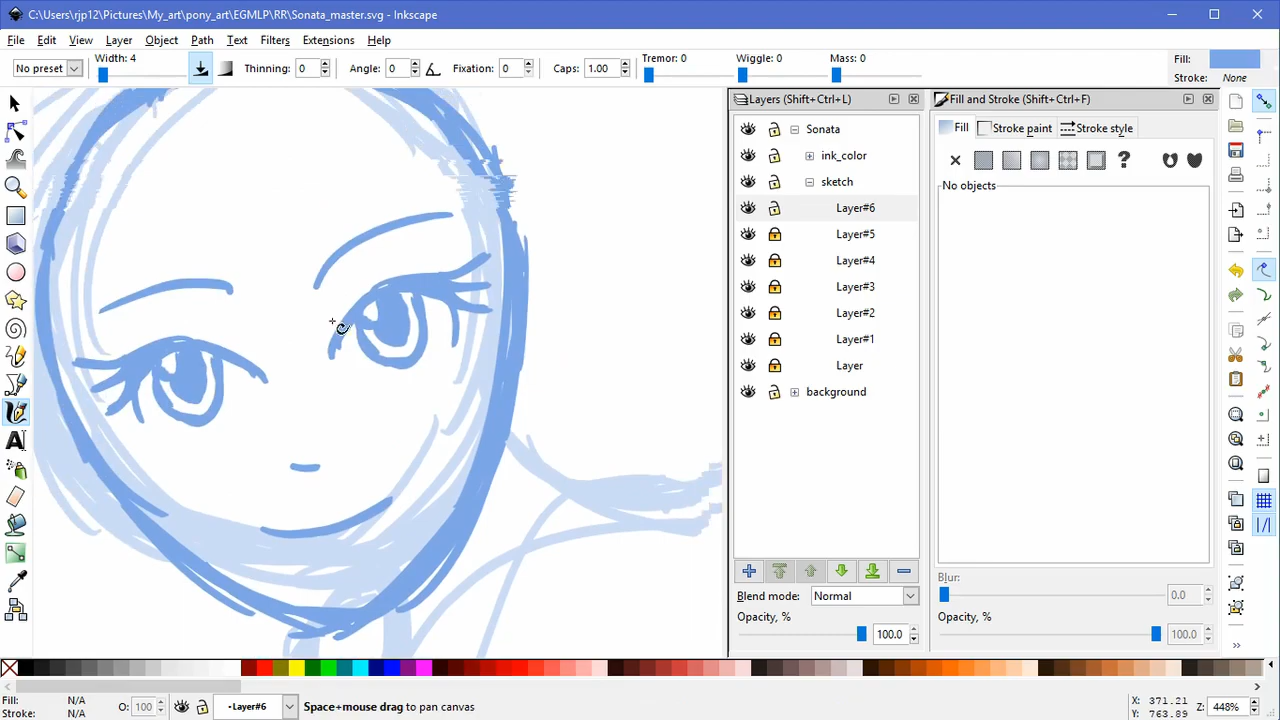 C:\Users\rjp12\Pictures\My_art\pony_art\EGMLP\RR\Sonata_master.svg - Inkscape
File Edit View Layer Object Path Text Filters Extensions Help
No preset Width: 4 Thinning: 0 Angle: 0 Fixation: 0 Caps: 1.00 Tremor: 0 Wiggle: 0 Mass: 0 Fill:
Stroke: None
Layers (Shift+Ctrl+L) Fill and Stroke (Shift+Ctrl+F)
Sonata
ink_color
sketch
Layer#6
Layer#5
Layer#4
Layer#3
Layer#2
Layer#1
Layer
background
Blend mode: Normal
Opacity, % 100.0
Fill Stroke paint Stroke style
?
No objects
Blur: 0.0
Opacity, % 100.0
Fill: N/A
Stroke: N/A
O: 100 -Layer#6 Space+mouse drag to pan canvas
X: 371.21
Y: 763.89
Z: 448%